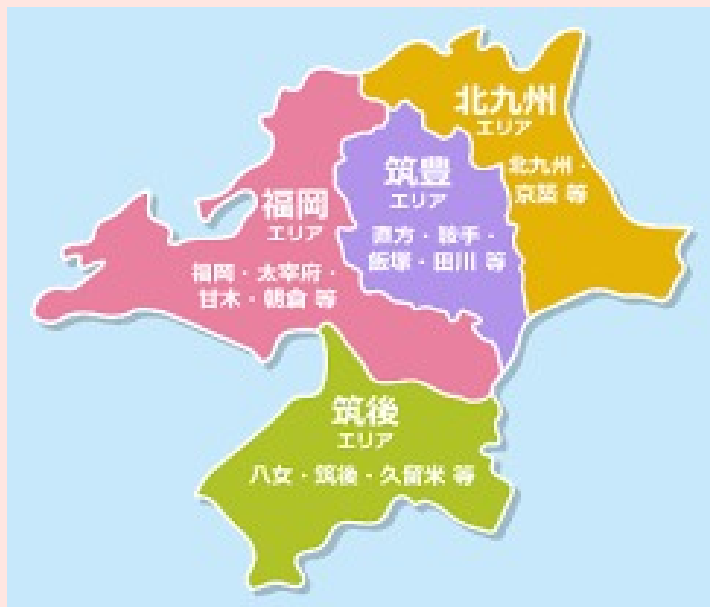 北九州
エリア
北九州・
京築 等
筑豊
エリア
直方・鞍手・
飯塚・田川 等
福岡
エリア
福岡・太宰府・
甘木・朝倉 等
筑後
エリア
八女・筑後・久留米 等